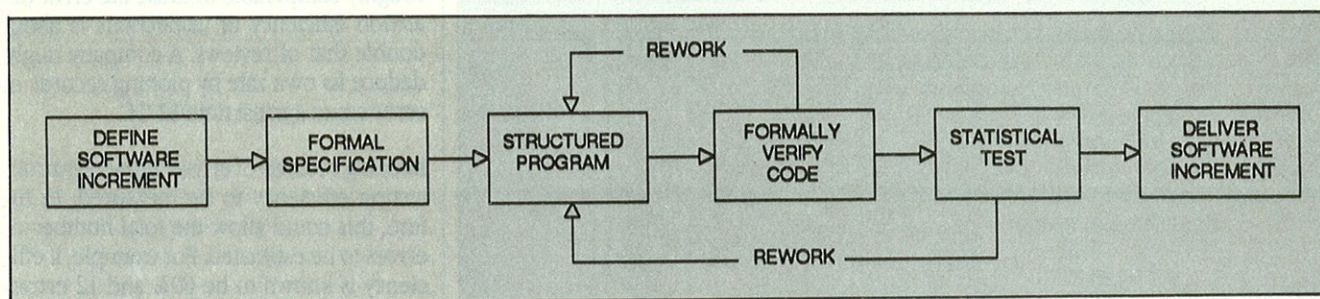 REWORK
DEFINE
SOFTWARE
INCREMENT
FORMAL
SPECIFICATION
STRUCTURED
PROGRAM
FORMALLY
VERIFY
CODE
STATISTICAL
TEST
DELIVER
SOFTWARE
INCREMENT
REWORK